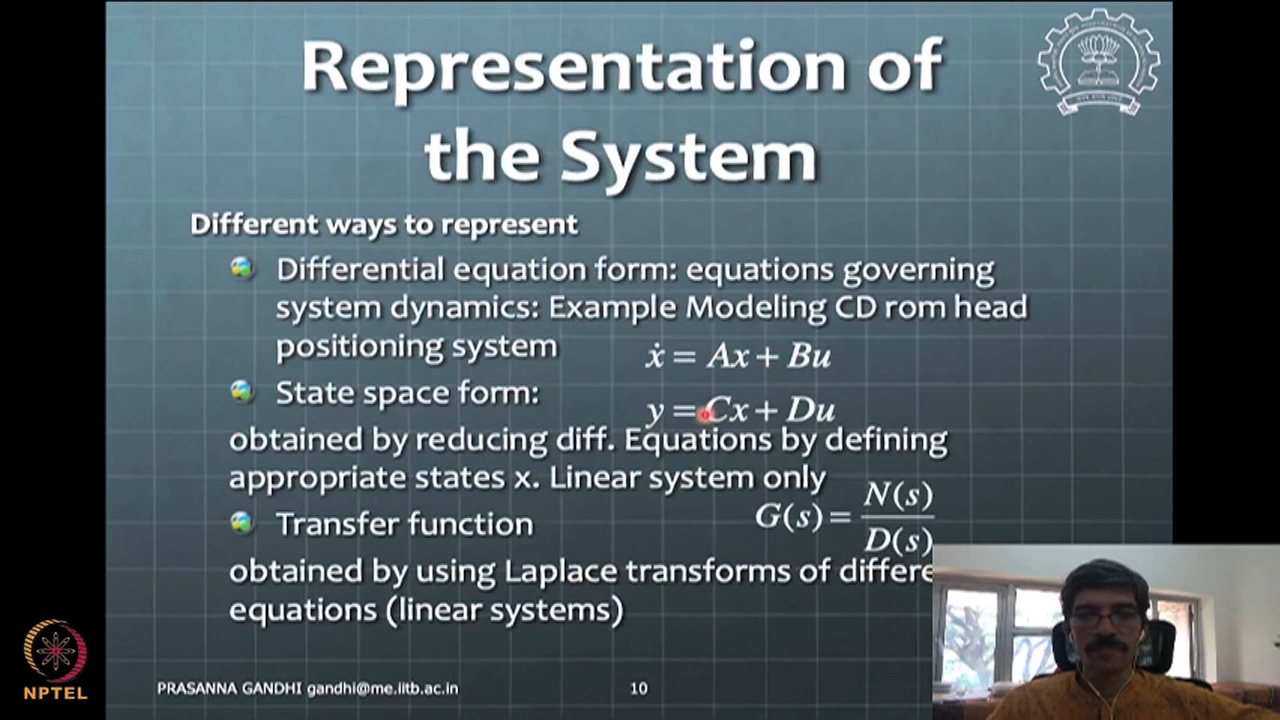 Representation of
the System
Different ways to represent
Differential equation form: equations governing
system dynamics: Example Modeling CD rom head
positioning system
ẋ = Ax + Bu
State space form:
y = Cx + Du
obtained by reducing diff. Equations by defining
appropriate states x. Linear system only
Transfer function
G(s) = N(s)/D(s)
obtained by using Laplace transforms of differe
equations (linear systems)
PRASANNA GANDHI gandhi@me.iitb.ac.in 10
NPTEL